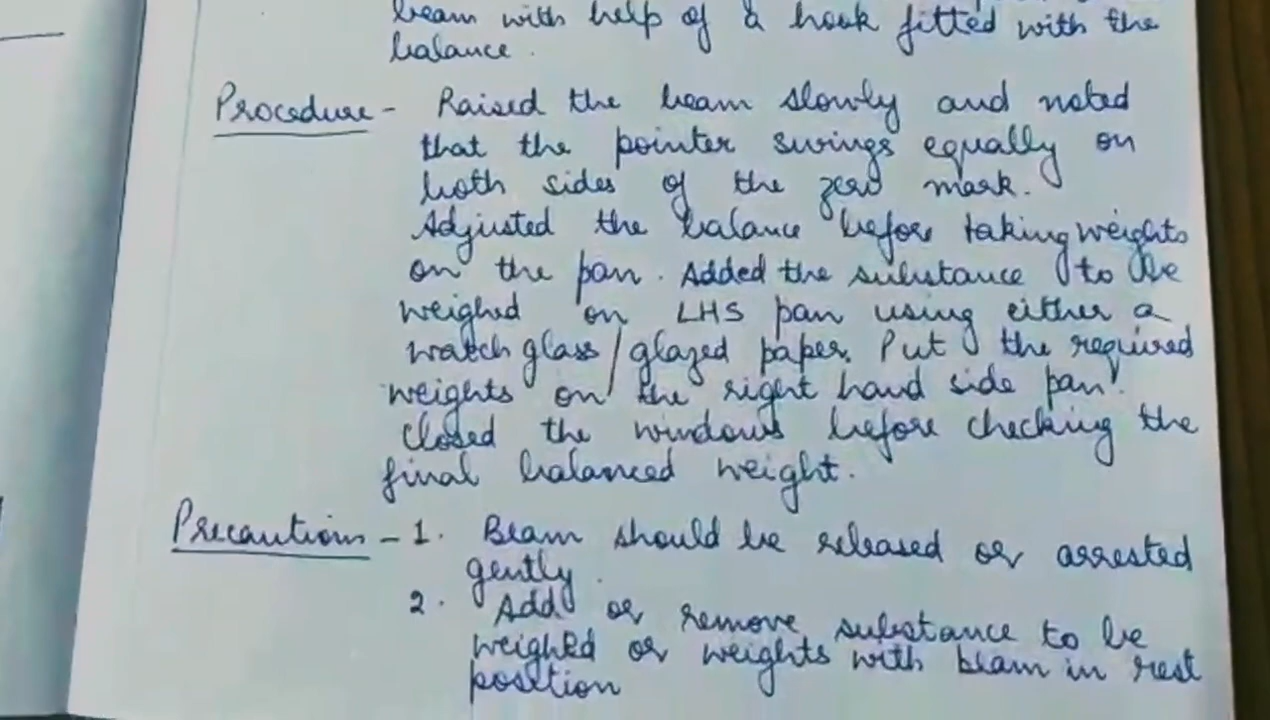 beam with help of a hook fitted with the
balance.
Procedure - Raised the beam slowly and noted
that the pointer swings equally on
both sides of the zero mark.
Adjusted the balance before taking weights
on the pan. Added the substance to be
weighed on LHS pan using either a
watch glass/glazed paper. Put the required
weights on the right hand side pan.
Closed the windows before checking the
final balanced weight.
Precautions - 1. Beam should be released or arrested
gently.
2. Add or remove substance to be
weighed or weights with beam in rest
position